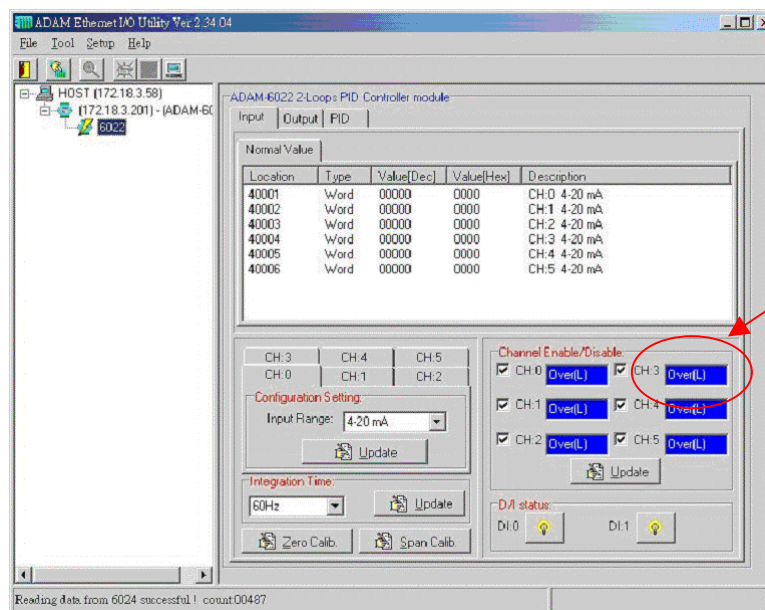 ADAM Ethernet I/O Utility Ver 2.34.04
File Tool Setup Help
HOST (172.18.3.58)
(172.18.3.201) - (ADAM-60
6022
ADAM-6022 2-Loops PID Controller module
Input Output PID
Normal Value
Location Type Value[Dec] Value[Hex] Description
40001 Word 00000 0000 CH:0 4-20 mA
40002 Word 00000 0000 CH:1 4-20 mA
40003 Word 00000 0000 CH:2 4-20 mA
40004 Word 00000 0000 CH:3 4-20 mA
40005 Word 00000 0000 CH:4 4-20 mA
40006 Word 00000 0000 CH:5 4-20 mA
CH:3 CH:4 CH:5
CH:0 CH:1 CH:2
Configuration Setting:
Input Range: 4-20 mA
Update
Integration Time:
60Hz Update
Zero Calib. Span Calib.
Channel Enable/Disable:
CH:0 Over(L) CH:3 Over(L)
CH:1 Over(L) CH:4 Over(L)
CH:2 Over(L) CH:5 Over(L)
Update
D/I status:
DI:0 DI:1
Reading data from 6024 successful ! count:00487